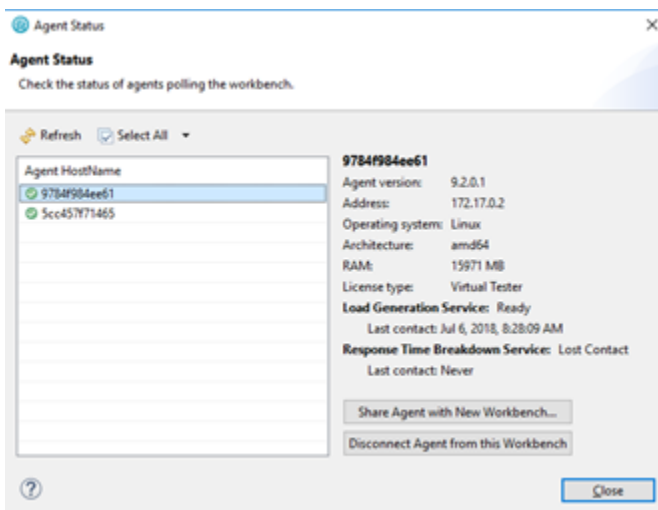 Agent Status
Agent Status
Check the status of agents polling the workbench.
Refresh Select All
Agent HostName
9784f984ee61
5cc457f71465
9784f984ee61
Agent version: 9.2.0.1
Address: 172.17.0.2
Operating system: Linux
Architecture: amd64
RAM: 15971 MB
License type: Virtual Tester
Load Generation Service: Ready
Last contact: Jul 6, 2018, 8:28:09 AM
Response Time Breakdown Service: Lost Contact
Last contact: Never
Share Agent with New Workbench...
Disconnect Agent from this Workbench
Close